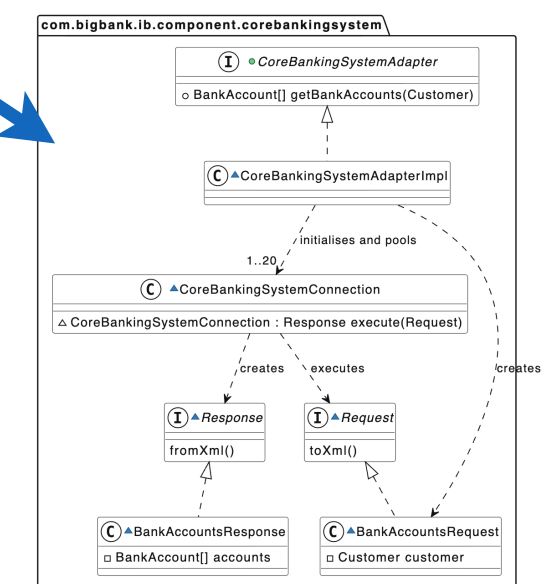 com.bigbank.ib.component.corebankingsystem
I CoreBankingSystemAdapter
BankAccount[] getBankAccounts(Customer)
C CoreBankingSystemAdapterImpl
initialises and pools
1..20
C CoreBankingSystemConnection
CoreBankingSystemConnection : Response execute(Request)
creates
executes
creates
I Response
fromXml()
I Request
toXml()
C BankAccountsResponse
BankAccount[] accounts
C BankAccountsRequest
Customer customer